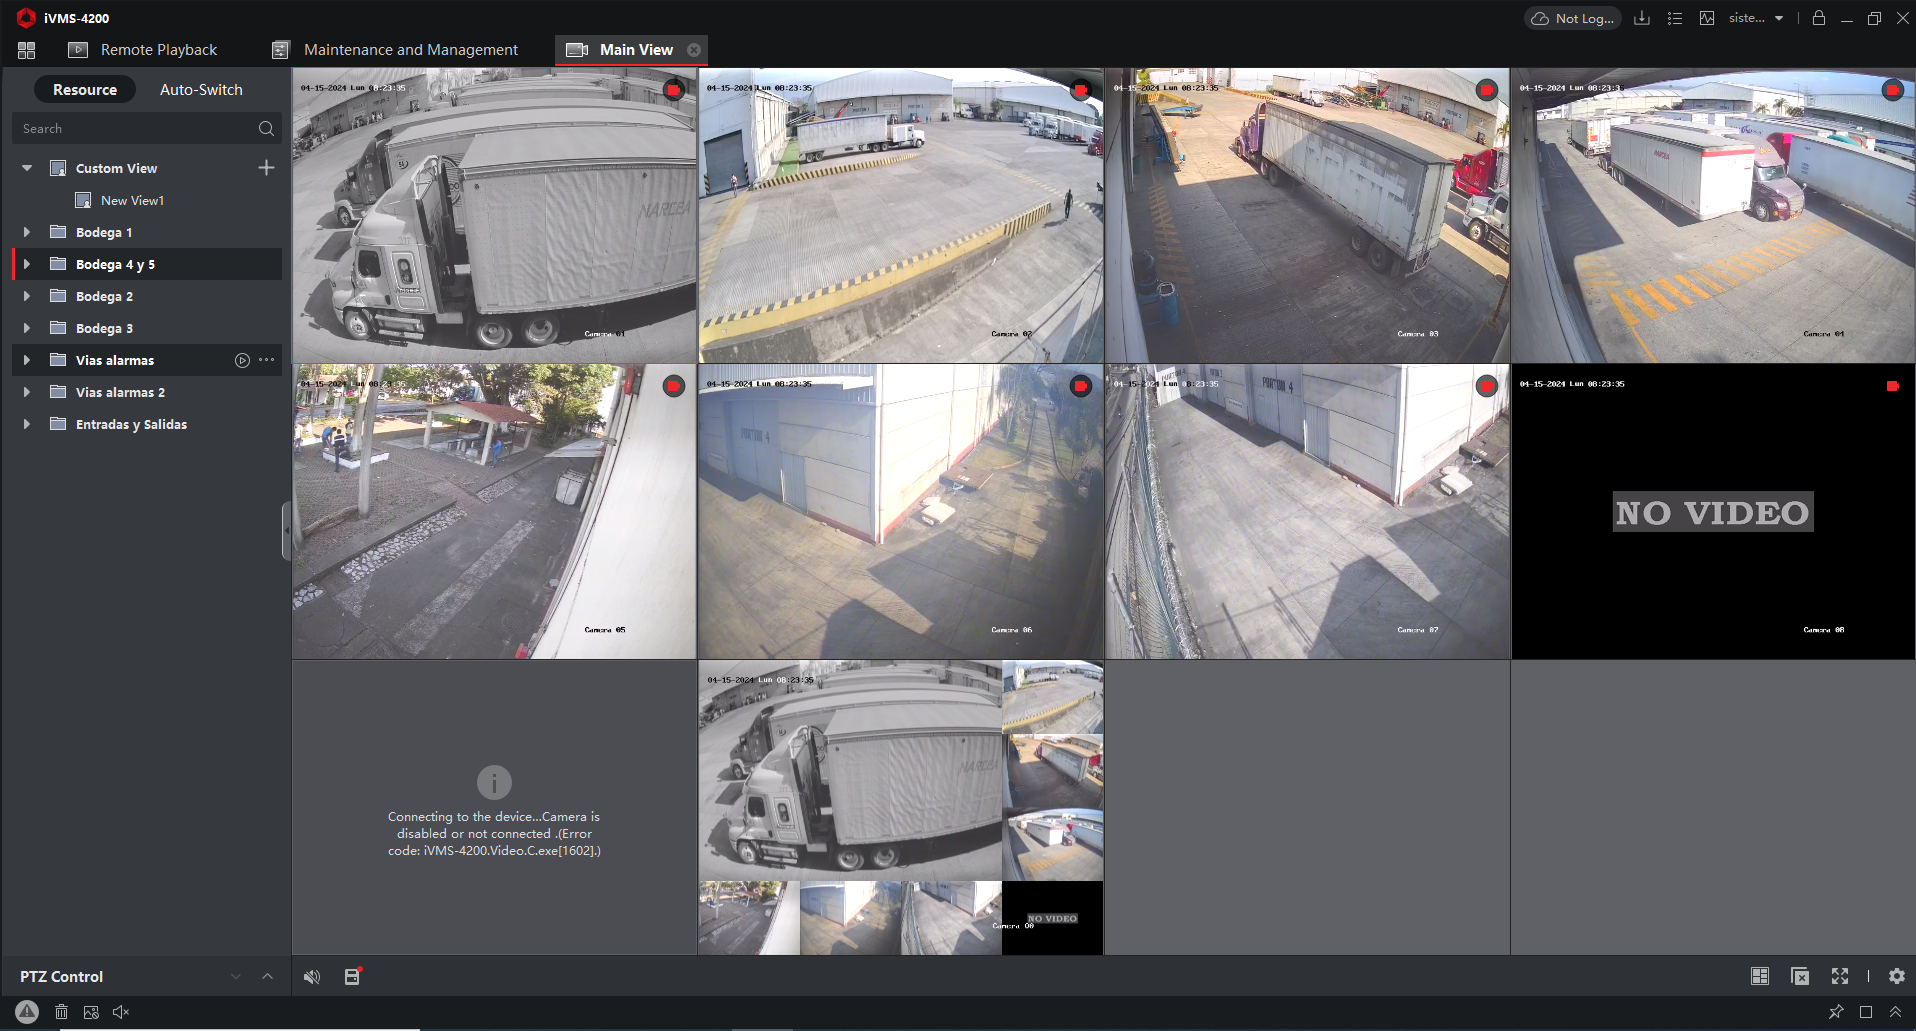 iVMS-4200
Not Log...
siste...
Remote Playback
Maintenance and Management
Main View
Resource
Auto-Switch
Search
Custom View
New View1
Bodega 1
Bodega 4 y 5
Bodega 2
Bodega 3
Vias alarmas
Vias alarmas 2
Entradas y Salidas
04-15-2024 Lun 08:23:35
NARCEA
Camera 01
04-15-2024 Lun 08:23:35
Camera 02
04-15-2024 Lun 08:23:35
Camera 03
04-15-2024 Lun 08:23:3
Camera 04
04-15-2024 Lun 08:23:35
Camera 05
04-15-2024 Lun 08:23:35
PORTON 4
Camera 06
04-15-2024 Lun 08:23:35
PORTON 4
Camera 07
04-15-2024 Lun 08:23:35
NO VIDEO
Camera 08
Connecting to the device...Camera is
disabled or not connected .(Error
code: iVMS-4200.Video.C.exe[1602].)
04-15-2024 Lun 08:23:35
NARCEA
NO VIDEO
Camera 00
PTZ Control